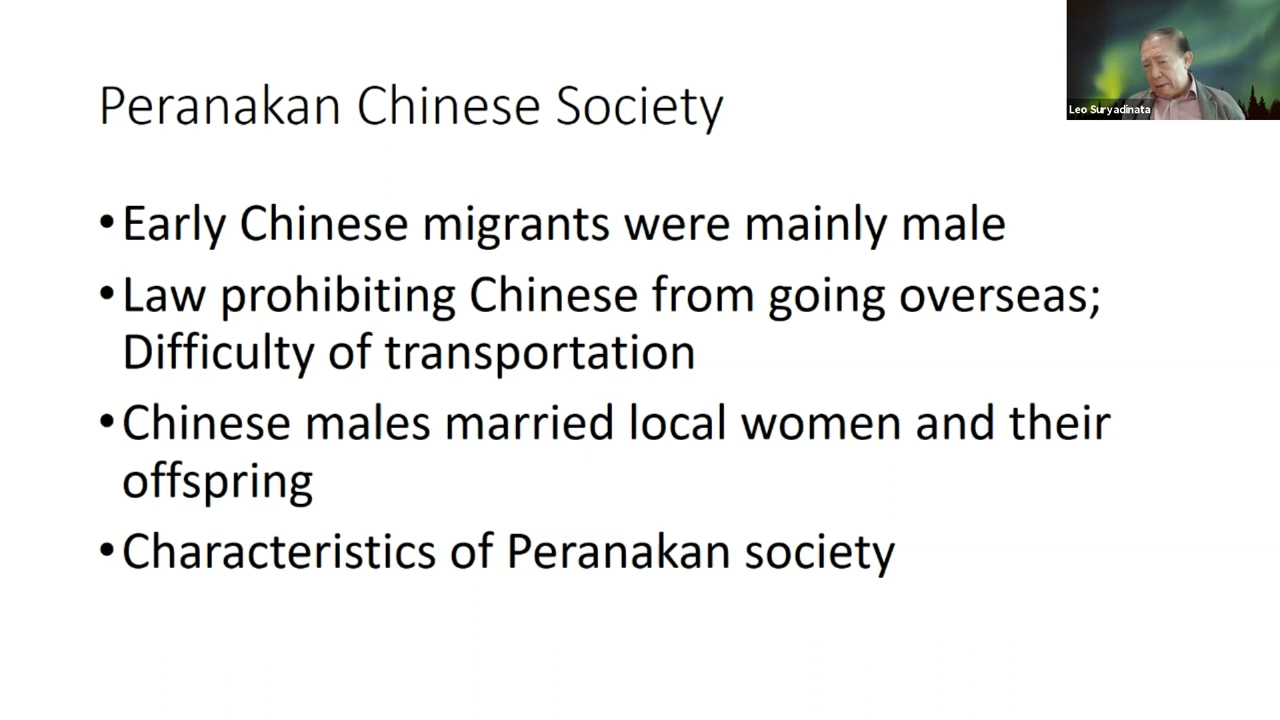 Leo Suryadinata
Peranakan Chinese Society
•Early Chinese migrants were mainly male
•Law prohibiting Chinese from going overseas;
Difficulty of transportation
•Chinese males married local women and their
offspring
•Characteristics of Peranakan society